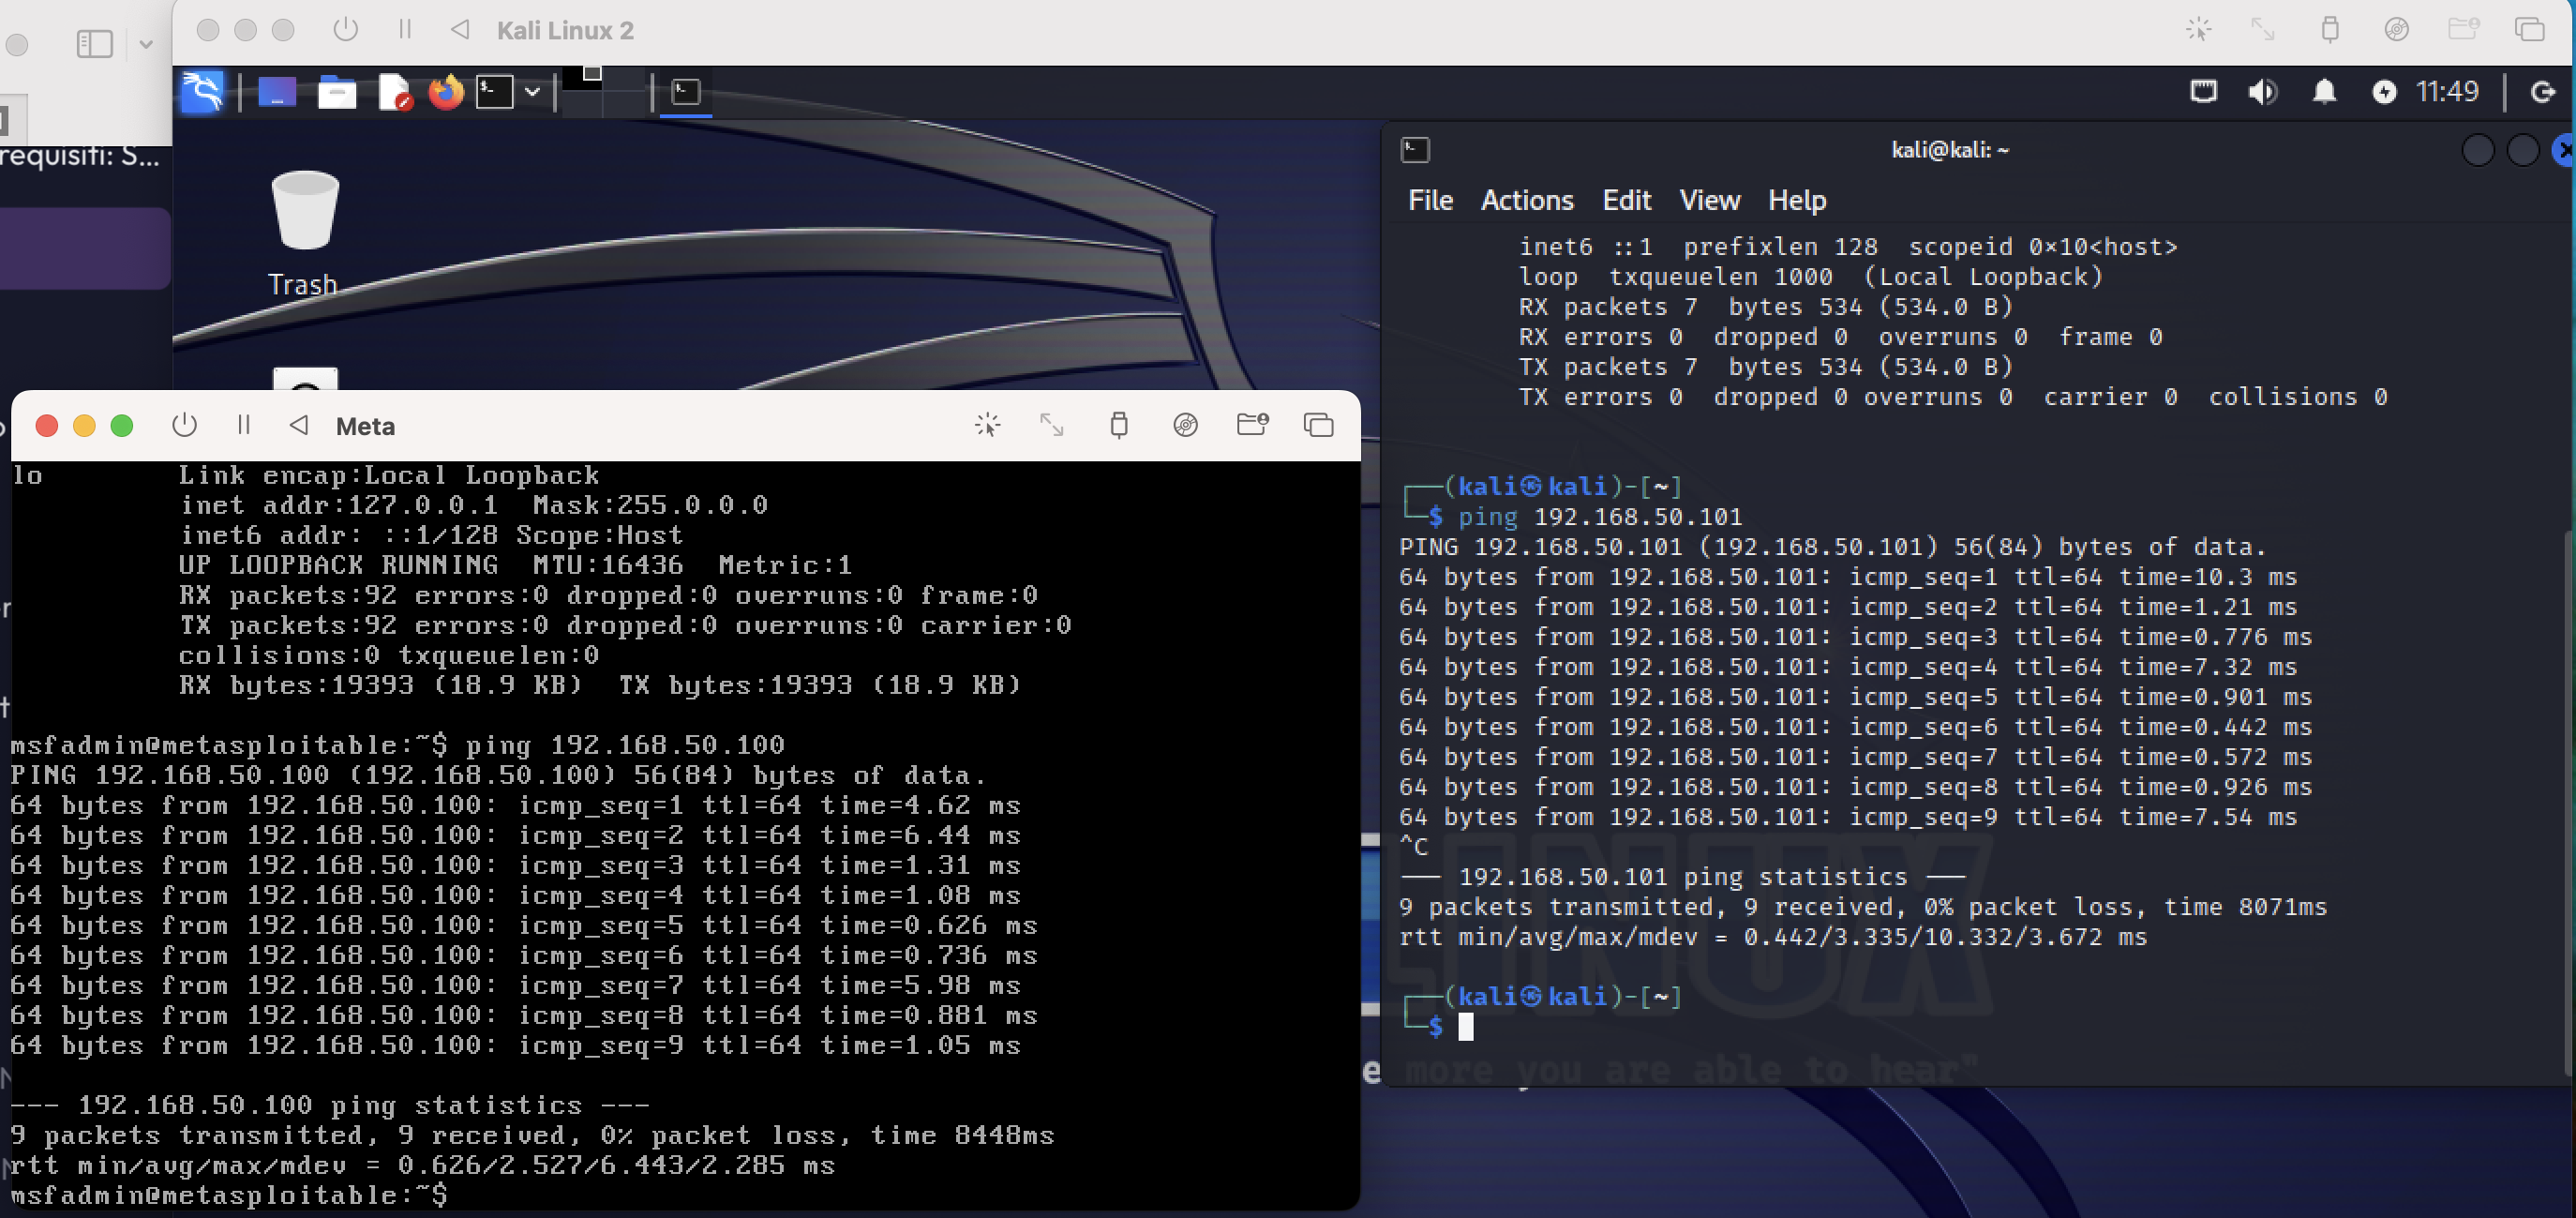 Kali Linux 2
11:49
requisiti: S...
Trash
kali@kali: ~
File Actions Edit View Help
inet6 ::1 prefixlen 128 scopeid 0×10<host>
loop txqueuelen 1000 (Local Loopback)
RX packets 7 bytes 534 (534.0 B)
RX errors 0 dropped 0 overruns 0 frame 0
TX packets 7 bytes 534 (534.0 B)
TX errors 0 dropped 0 overruns 0 carrier 0 collisions 0
┌──(kali㉿kali)-[~]
└─$ ping 192.168.50.101
PING 192.168.50.101 (192.168.50.101) 56(84) bytes of data.
64 bytes from 192.168.50.101: icmp_seq=1 ttl=64 time=10.3 ms
64 bytes from 192.168.50.101: icmp_seq=2 ttl=64 time=1.21 ms
64 bytes from 192.168.50.101: icmp_seq=3 ttl=64 time=0.776 ms
64 bytes from 192.168.50.101: icmp_seq=4 ttl=64 time=7.32 ms
64 bytes from 192.168.50.101: icmp_seq=5 ttl=64 time=0.901 ms
64 bytes from 192.168.50.101: icmp_seq=6 ttl=64 time=0.442 ms
64 bytes from 192.168.50.101: icmp_seq=7 ttl=64 time=0.572 ms
64 bytes from 192.168.50.101: icmp_seq=8 ttl=64 time=0.926 ms
64 bytes from 192.168.50.101: icmp_seq=9 ttl=64 time=7.54 ms
^C
--- 192.168.50.101 ping statistics ---
9 packets transmitted, 9 received, 0% packet loss, time 8071ms
rtt min/avg/max/mdev = 0.442/3.335/10.332/3.672 ms
┌──(kali㉿kali)-[~]
└─$
LINUX
e more you are able to hear"
Meta
lo Link encap:Local Loopback
inet addr:127.0.0.1 Mask:255.0.0.0
inet6 addr: ::1/128 Scope:Host
UP LOOPBACK RUNNING MTU:16436 Metric:1
RX packets:92 errors:0 dropped:0 overruns:0 frame:0
TX packets:92 errors:0 dropped:0 overruns:0 carrier:0
collisions:0 txqueuelen:0
RX bytes:19393 (18.9 KB) TX bytes:19393 (18.9 KB)
msfadmin@metasploitable:~$ ping 192.168.50.100
PING 192.168.50.100 (192.168.50.100) 56(84) bytes of data.
64 bytes from 192.168.50.100: icmp_seq=1 ttl=64 time=4.62 ms
64 bytes from 192.168.50.100: icmp_seq=2 ttl=64 time=6.44 ms
64 bytes from 192.168.50.100: icmp_seq=3 ttl=64 time=1.31 ms
64 bytes from 192.168.50.100: icmp_seq=4 ttl=64 time=1.08 ms
64 bytes from 192.168.50.100: icmp_seq=5 ttl=64 time=0.626 ms
64 bytes from 192.168.50.100: icmp_seq=6 ttl=64 time=0.736 ms
64 bytes from 192.168.50.100: icmp_seq=7 ttl=64 time=5.98 ms
64 bytes from 192.168.50.100: icmp_seq=8 ttl=64 time=0.881 ms
64 bytes from 192.168.50.100: icmp_seq=9 ttl=64 time=1.05 ms
--- 192.168.50.100 ping statistics ---
9 packets transmitted, 9 received, 0% packet loss, time 8448ms
rtt min/avg/max/mdev = 0.626/2.527/6.443/2.285 ms
msfadmin@metasploitable:~$